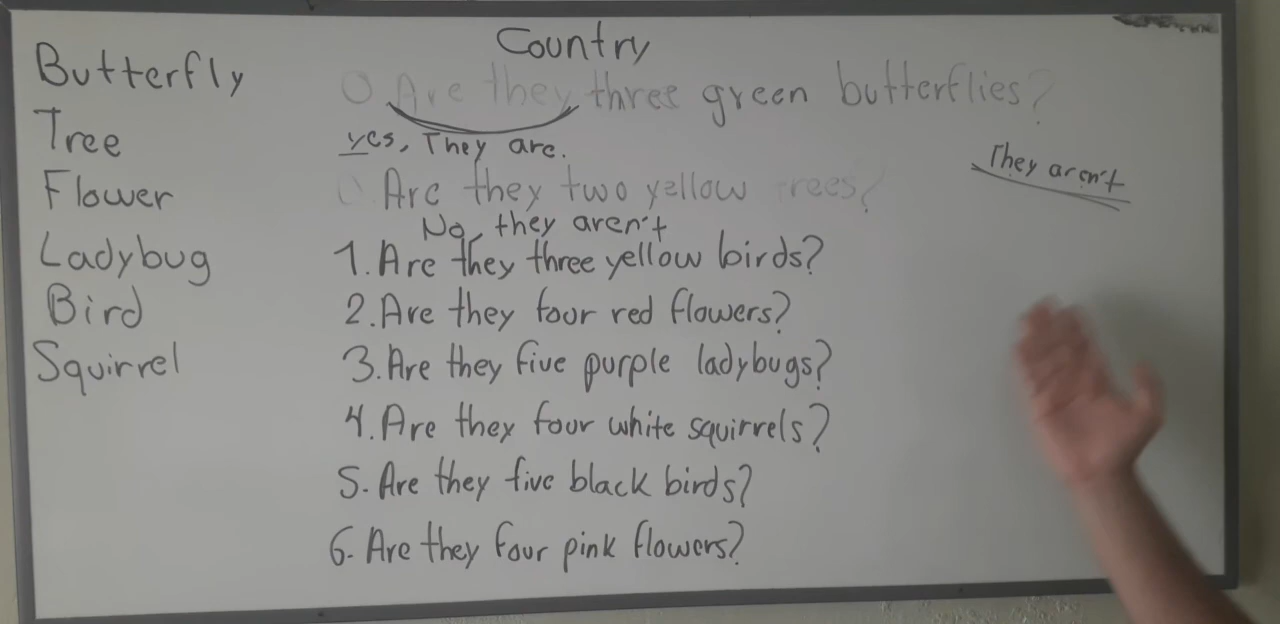 Country
Butterfly
Tree
Flower
Ladybug
Bird
Squirrel
Are they three green butterflies?
yes, They are.
Are they two yellow trees?
No, they aren't
1. Are they three yellow birds?
2. Are they four red flowers?
3. Are they five purple ladybugs?
4. Are they four white squirrels?
5. Are they five black birds?
6. Are they four pink flowers?
They aren't